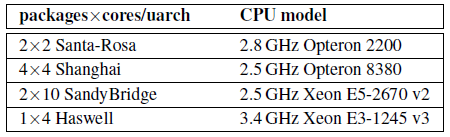 packages×cores/uarch CPU model
2×2 Santa-Rosa 2.8 GHz Opteron 2200
4×4 Shanghai 2.5 GHz Opteron 8380
2×10 SandyBridge 2.5 GHz Xeon E5-2670 v2
1×4 Haswell 3.4 GHz Xeon E3-1245 v3